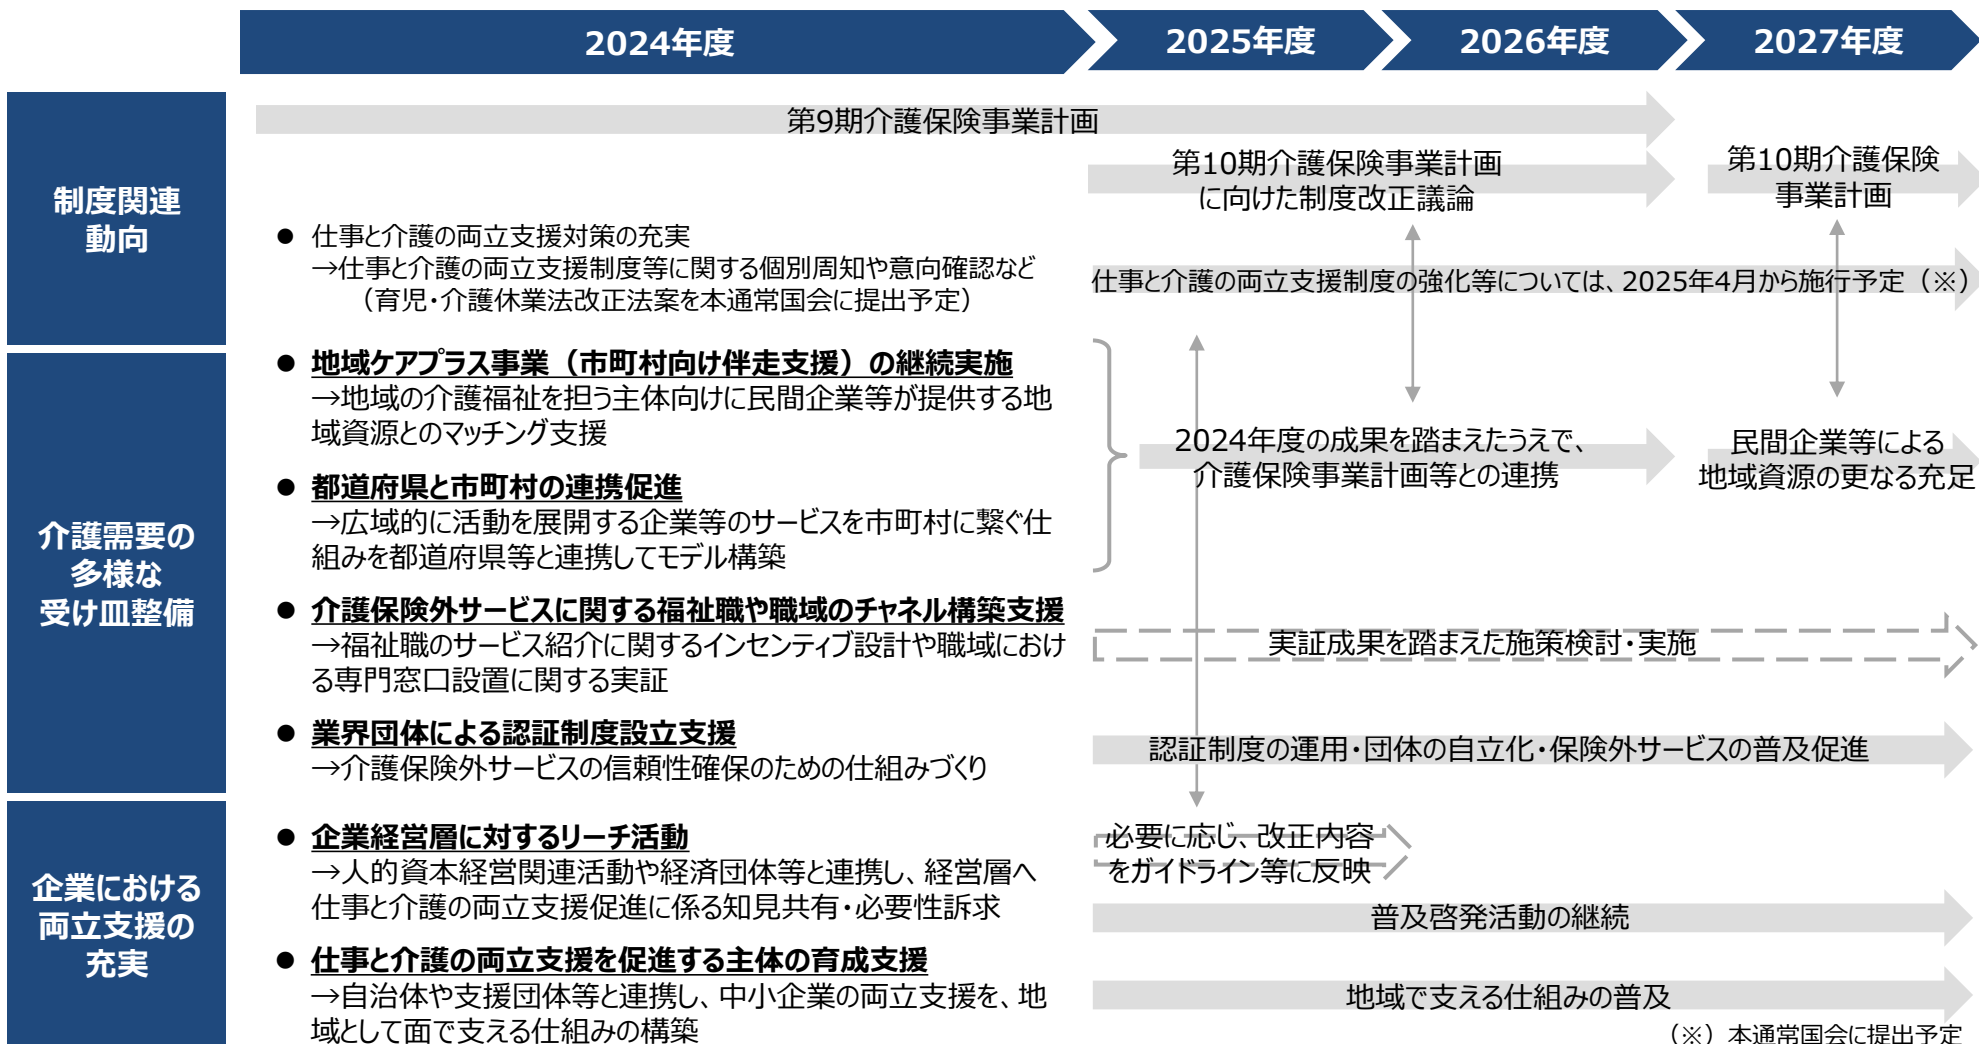 2024年度
2025年度
2026年度
2027年度
制度関連
動向
第9期介護保険事業計画
第10期介護保険事業計画
に向けた制度改正議論
第10期介護保険
事業計画
● 仕事と介護の両立支援対策の充実
→仕事と介護の両立支援制度等に関する個別周知や意向確認など
（育児・介護休業法改正法案を本通常国会に提出予定）
仕事と介護の両立支援制度の強化等については、2025年4月から施行予定（※）
介護需要の
多様な
受け皿整備
● 地域ケアプラス事業（市町村向け伴走支援）の継続実施
→地域の介護福祉を担う主体向けに民間企業等が提供する地
域資源とのマッチング支援
● 都道府県と市町村の連携促進
→広域的に活動を展開する企業等のサービスを市町村に繋ぐ仕
組みを都道府県等と連携してモデル構築
2024年度の成果を踏まえたうえで、
介護保険事業計画等との連携
民間企業等による
地域資源の更なる充足
● 介護保険外サービスに関する福祉職や職域のチャネル構築支援
→福祉職のサービス紹介に関するインセンティブ設計や職域におけ
る専門窓口設置に関する実証
実証成果を踏まえた施策検討・実施
● 業界団体による認証制度設立支援
→介護保険外サービスの信頼性確保のための仕組みづくり
認証制度の運用・団体の自立化・保険外サービスの普及促進
企業における
両立支援の
充実
● 企業経営層に対するリーチ活動
→人的資本経営関連活動や経済団体等と連携し、経営層へ
仕事と介護の両立支援促進に係る知見共有・必要性訴求
必要に応じ、改正内容
をガイドライン等に反映
普及啓発活動の継続
● 仕事と介護の両立支援を促進する主体の育成支援
→自治体や支援団体等と連携し、中小企業の両立支援を、地
域として面で支える仕組みの構築
地域で支える仕組みの普及
（※）本通常国会に提出予定